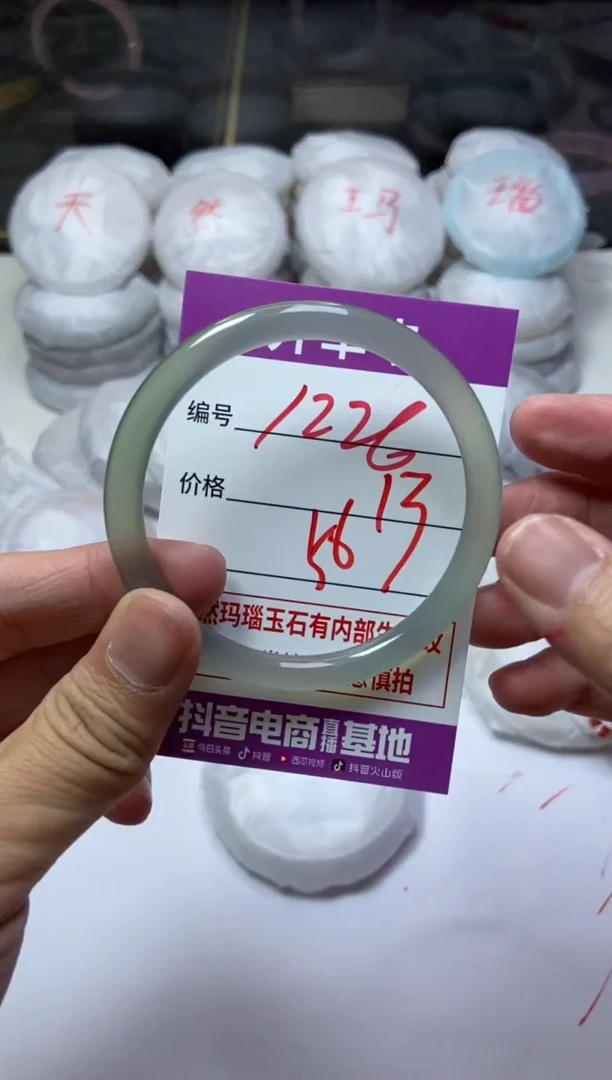 天 然 玛 瑙
编号 1226
价格 13
56
然玛瑙玉石有内部
慎拍
抖音电商直播基地
今日头条 抖音 西瓜视频 抖音火山版